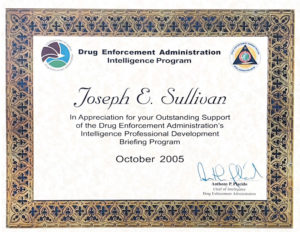 Drug Enforcement Administration
Intelligence Program
Joseph E. Sullivan
In Appreciation for your Outstanding Support
of the Drug Enforcement Administration's
Intelligence Professional Development
Briefing Program
October 2005
Anthony P. Placido
Chief of Intelligence
Drug Enforcement Administration